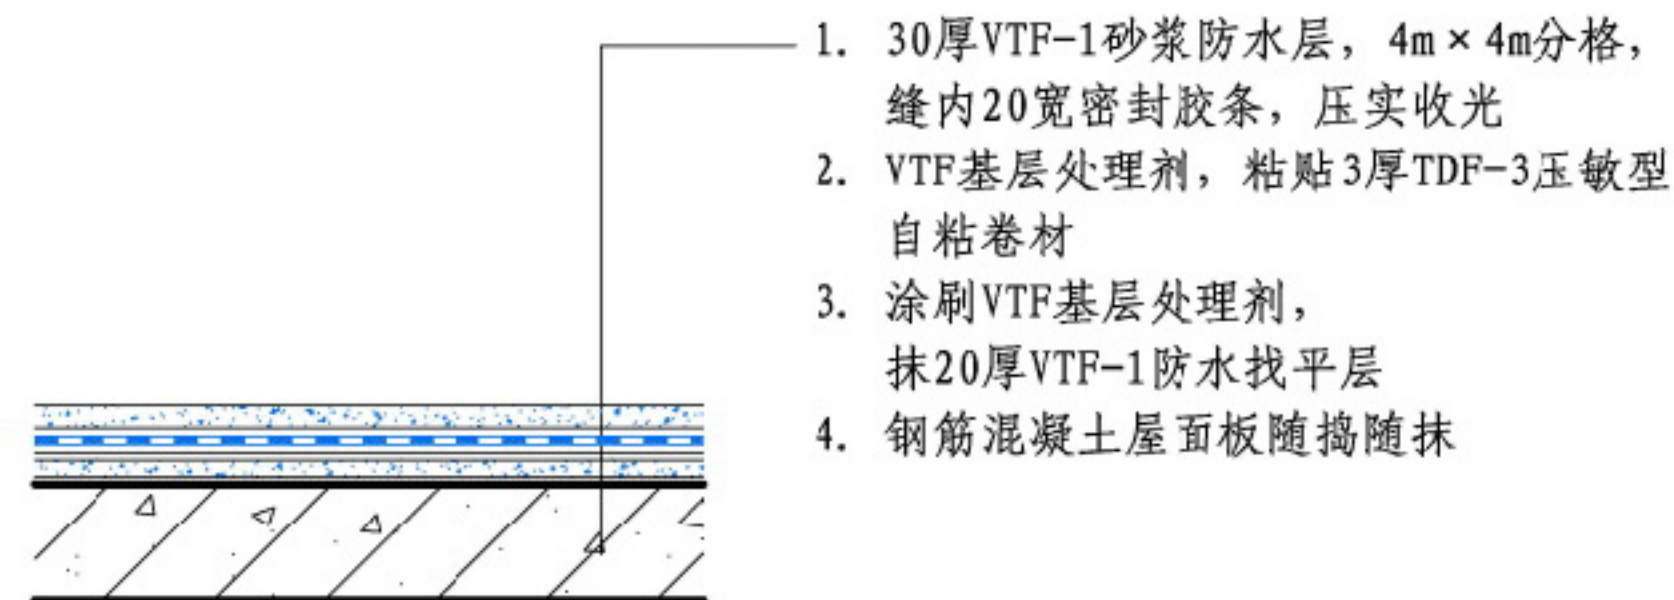 1. 30厚VTF-1砂浆防水层，4m×4m分格，
缝内20宽密封胶条，压实收光
2. VTF基层处理剂，粘贴3厚TDF-3压敏型
自粘卷材
3. 涂刷VTF基层处理剂，
抹20厚VTF-1防水找平层
4. 钢筋混凝土屋面板随捣随抹